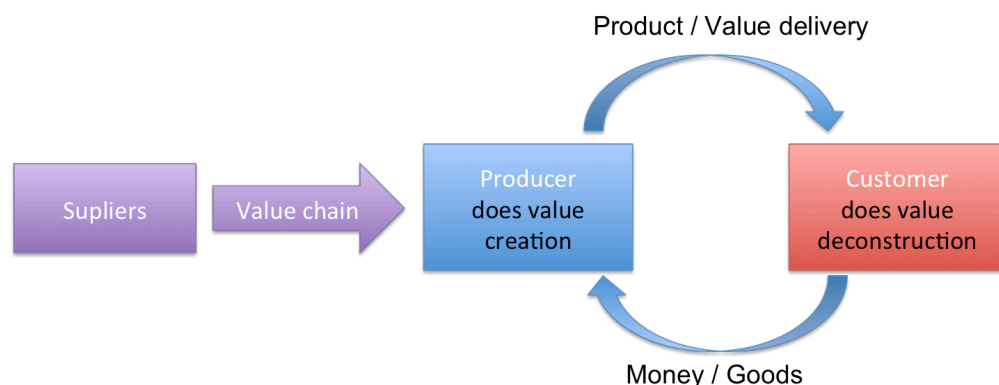 Product / Value delivery
Supliers
Value chain
Producer
does value
creation
Customer
does value
deconstruction
Money / Goods